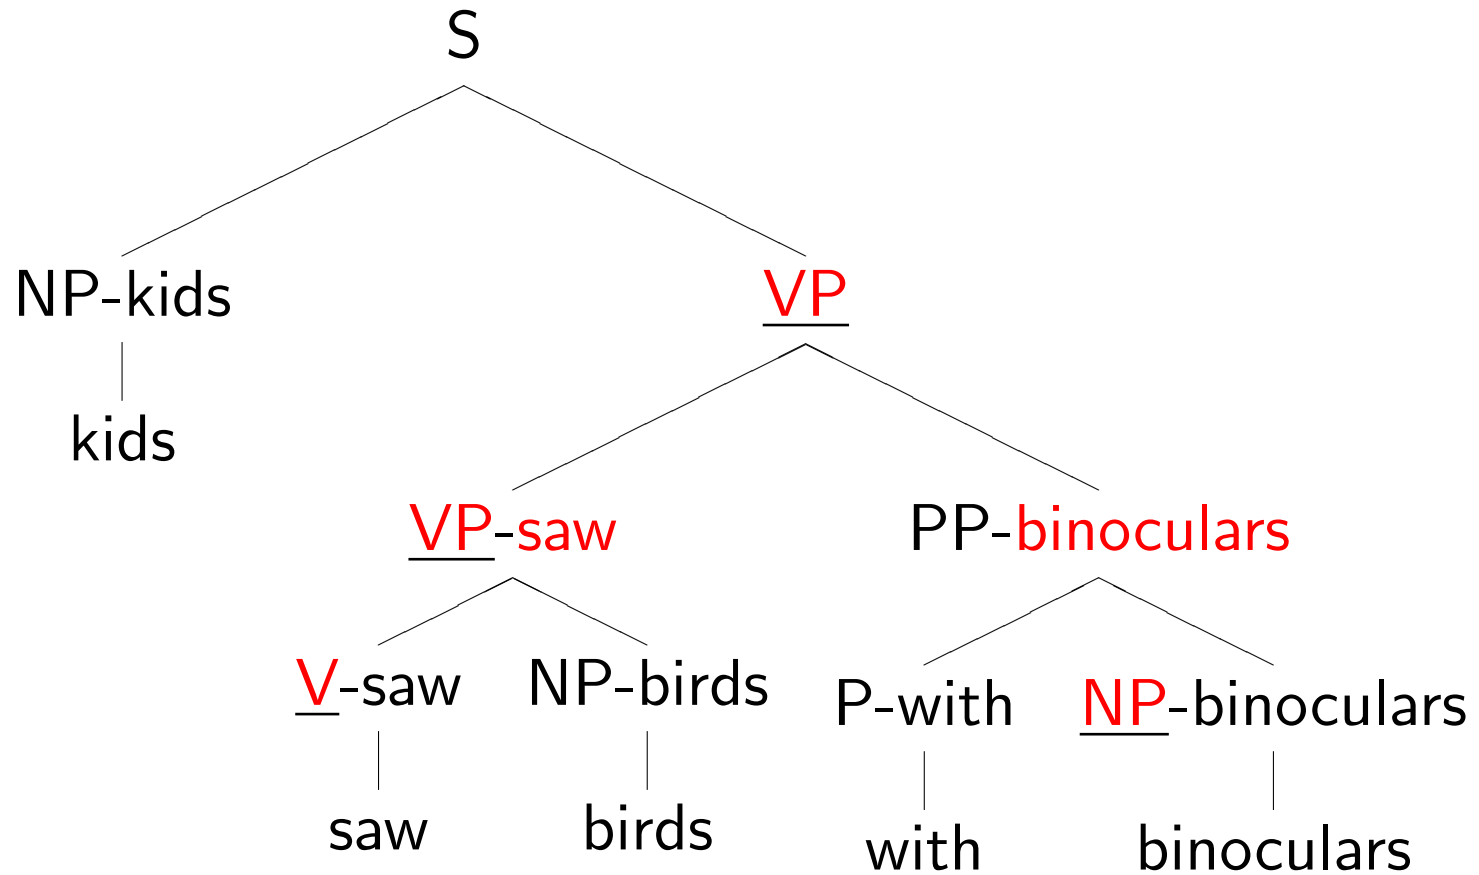 S
NP-kids VP
kids
VP-saw PP-binoculars
V-saw NP-birds P-with NP-binoculars
saw birds with binoculars